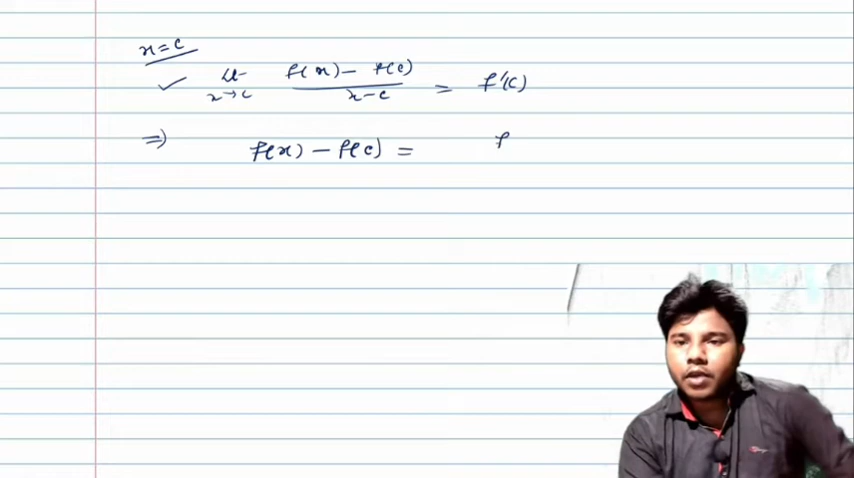 x = c
✓ lt x→c f(x) – f(c) / x – c = f'(c)
⇒ f(x) – f(c) = f